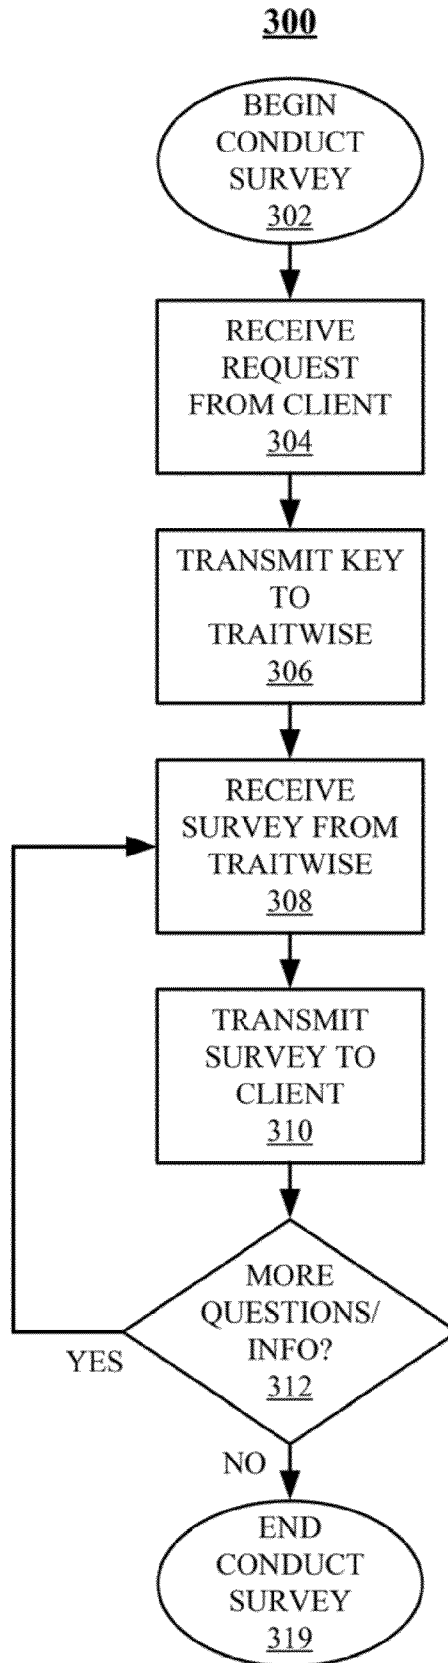 300
BEGIN
CONDUCT
SURVEY
302
RECEIVE
REQUEST
FROM CLIENT
304
TRANSMIT KEY
TO
TRAITWISE
306
RECEIVE
SURVEY FROM
TRAITWISE
308
TRANSMIT
SURVEY TO
CLIENT
310
MORE
QUESTIONS/
INFO?
312
YES
NO
END
CONDUCT
SURVEY
319